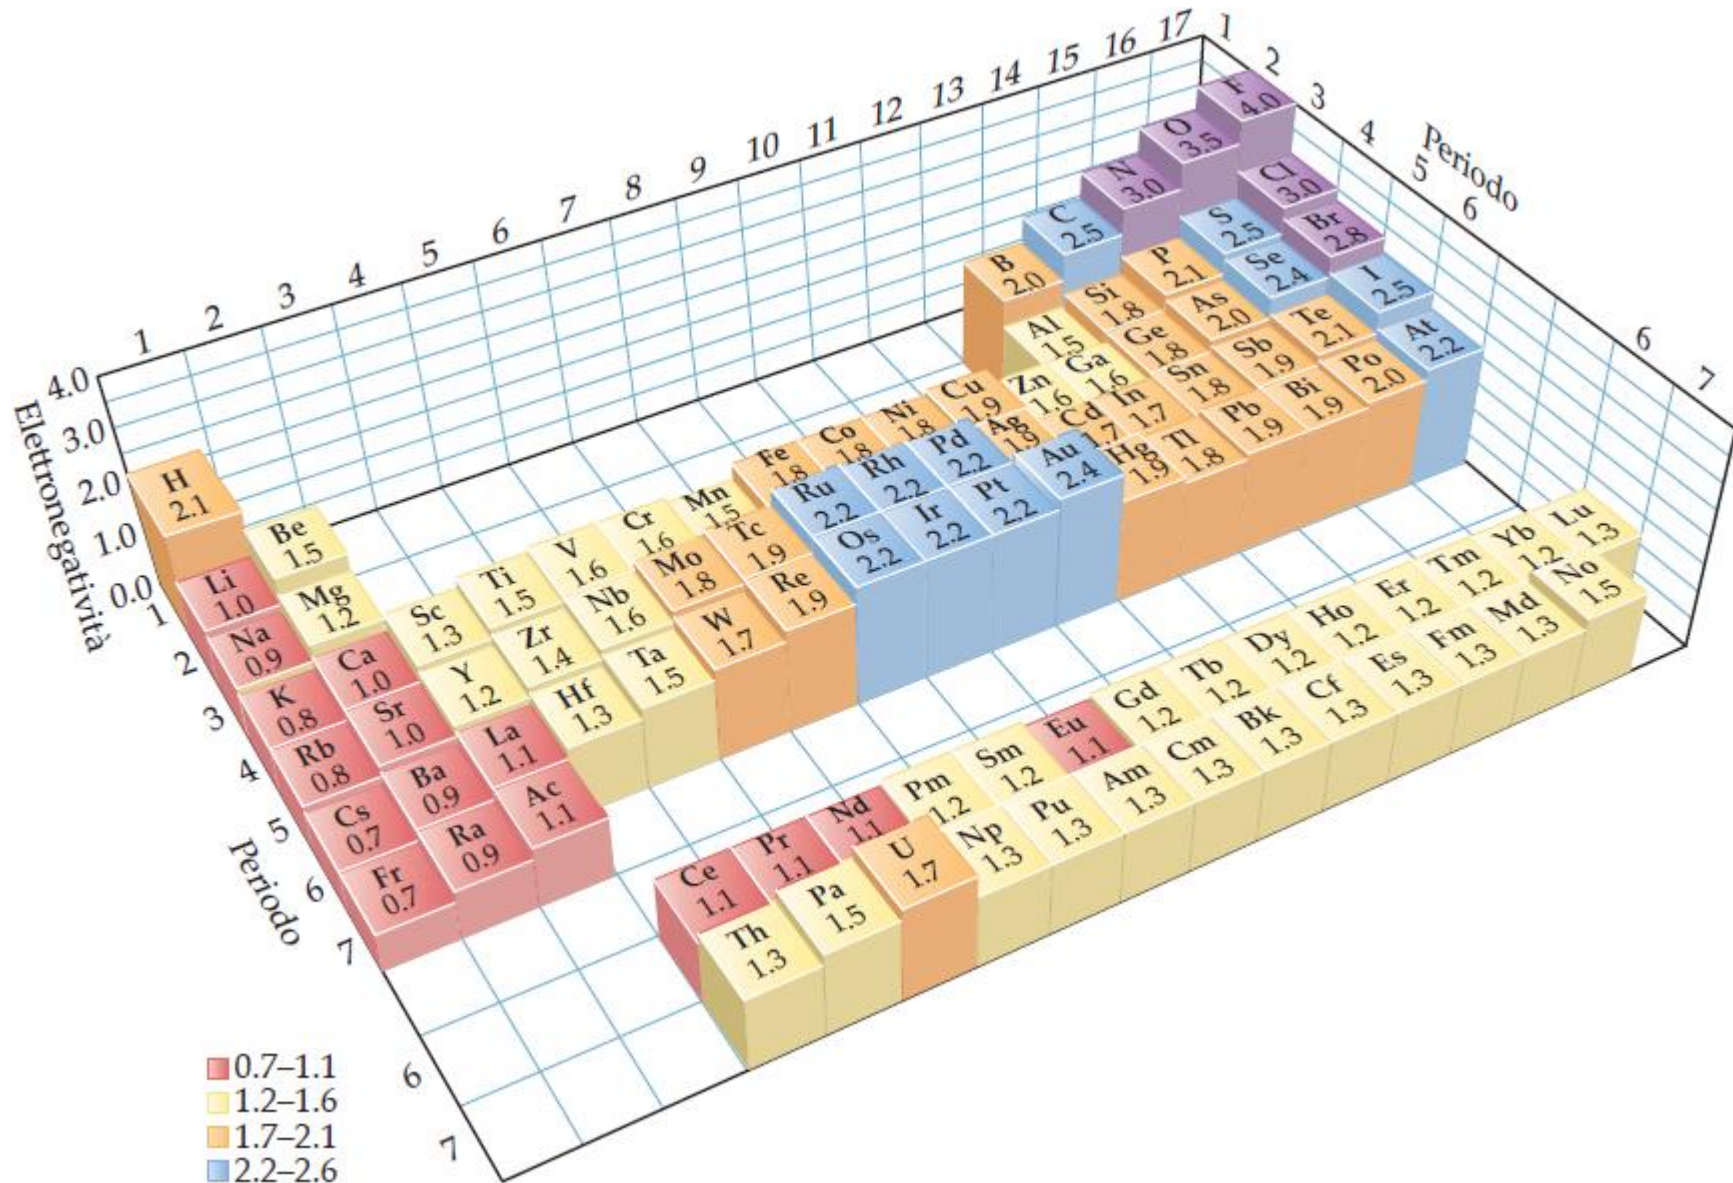 1 2 3 4 5 6 7 8 9 10 11 12 13 14 15 16 17
1 2 3 4 5 6 6 7
Periodo
4.0
3.0
2.0
1.0
0.0
Elettronegatività
1 2 3 4 5 6 7 6 7
Periodo
H 2.1
Li 1.0
Be 1.5
B 2.0
C 2.5
N 3.0
O 3.5
F 4.0
Na 0.9
Mg 1.2
Al 1.5
Si 1.8
P 2.1
S 2.5
Cl 3.0
K 0.8
Ca 1.0
Sc 1.3
Ti 1.5
V 1.6
Cr 1.6
Mn 1.5
Fe 1.8
Co 1.8
Ni 1.8
Cu 1.9
Zn 1.6
Ga 1.6
Ge 1.8
As 2.0
Se 2.4
Br 2.8
Rb 0.8
Sr 1.0
Y 1.2
Zr 1.4
Nb 1.6
Mo 1.8
Tc 1.9
Ru 2.2
Rh 2.2
Pd 2.2
Ag 1.9
Cd 1.7
In 1.7
Sn 1.8
Sb 1.9
Te 2.1
I 2.5
Cs 0.7
Ba 0.9
La 1.1
Hf 1.3
Ta 1.5
W 1.7
Re 1.9
Os 2.2
Ir 2.2
Pt 2.2
Au 2.4
Hg 1.9
Tl 1.8
Pb 1.9
Bi 1.9
Po 2.0
At 2.2
Fr 0.7
Ra 0.9
Ac 1.1
Ce 1.1
Pr 1.1
Nd 1.1
Pm 1.2
Sm 1.2
Eu 1.1
Gd 1.2
Tb 1.2
Dy 1.2
Ho 1.2
Er 1.2
Tm 1.2
Yb 1.2
Lu 1.3
Th 1.3
Pa 1.5
U 1.7
Np 1.3
Pu 1.3
Am 1.3
Cm 1.3
Bk 1.3
Cf 1.3
Es 1.3
Fm 1.3
Md 1.3
No 1.5
0.7–1.1
1.2–1.6
1.7–2.1
2.2–2.6